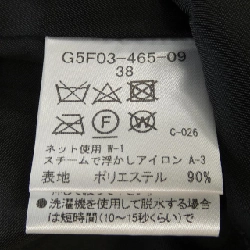 G5F03-465-09
38
F
W
C-026
ネット使用 W-1
スチームで浮かしアイロン A-3
表地 ポリエステル 90%
●洗濯機を使用して脱水する場合
は短時間(10～15秒くらい)で